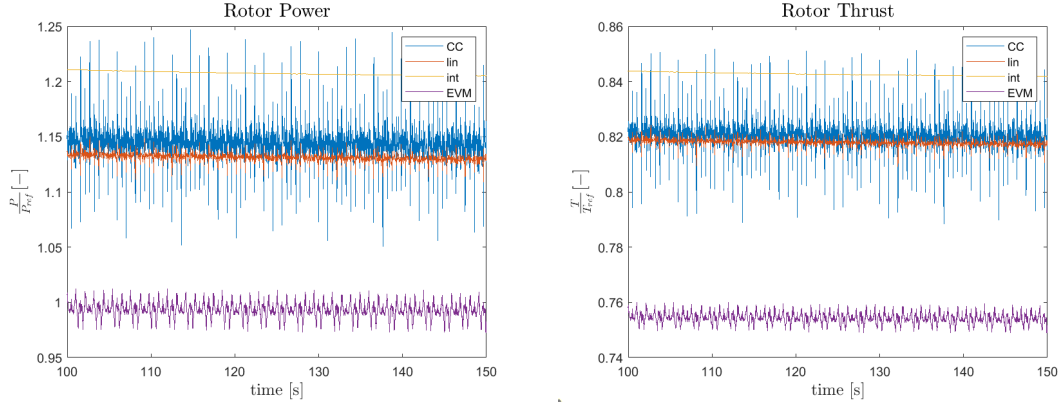 Rotor Power
1.25
1.2
1.15
1.1
1.05
1
0.95
P/P_ref [−]
100 110 120 130 140 150
time [s]
CC
lin
int
EVM
Rotor Thrust
0.86
0.84
0.82
0.8
0.78
0.76
0.74
T/T_ref [−]
100 110 120 130 140 150
time [s]
CC
lin
int
EVM